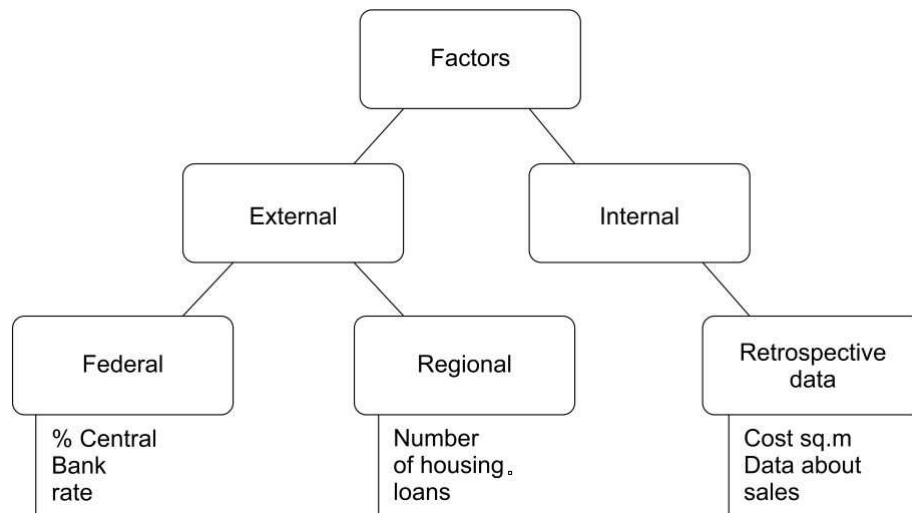 Factors
External
Internal
Federal
Regional
Retrospective
data
% Central
Bank
rate
Number
of housing.
loans
Cost sq.m
Data about
sales